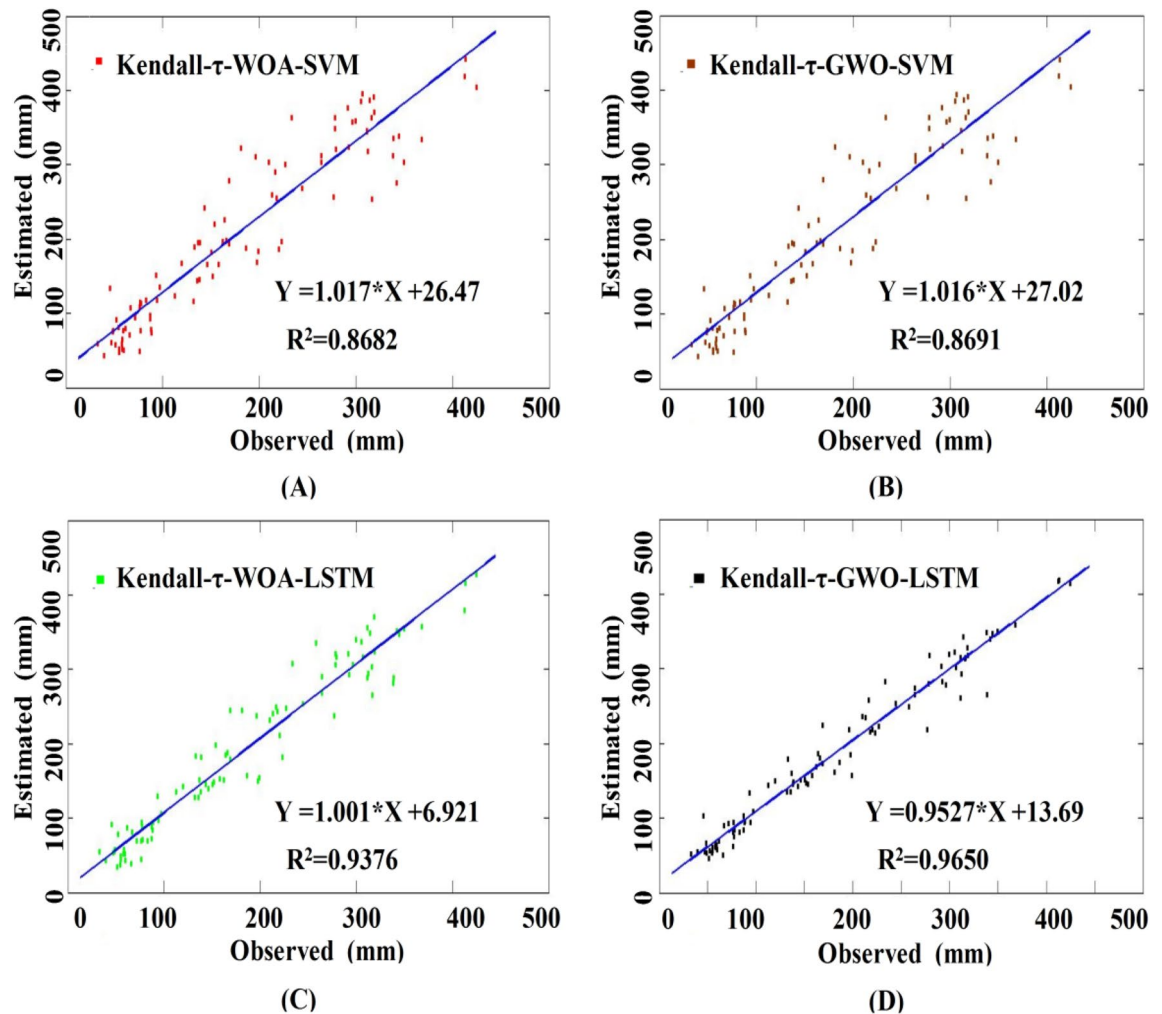 Kendall-τ-WOA-SVM
Estimated (mm)
500
400
300
200
100
0
Y =1.017*X +26.47
R²=0.8682
0 100 200 300 400 500
Observed (mm)
(A)
Kendall-τ-GWO-SVM
Estimated (mm)
500
400
300
200
100
0
Y =1.016*X +27.02
R²=0.8691
0 100 200 300 400 500
Observed (mm)
(B)
Kendall-τ-WOA-LSTM
Estimated (mm)
500
400
300
200
100
0
Y =1.001*X +6.921
R²=0.9376
0 100 200 300 400 500
Observed (mm)
(C)
Kendall-τ-GWO-LSTM
Estimated (mm)
500
400
300
200
100
0
Y =0.9527*X +13.69
R²=0.9650
0 100 200 300 400 500
Observed (mm)
(D)